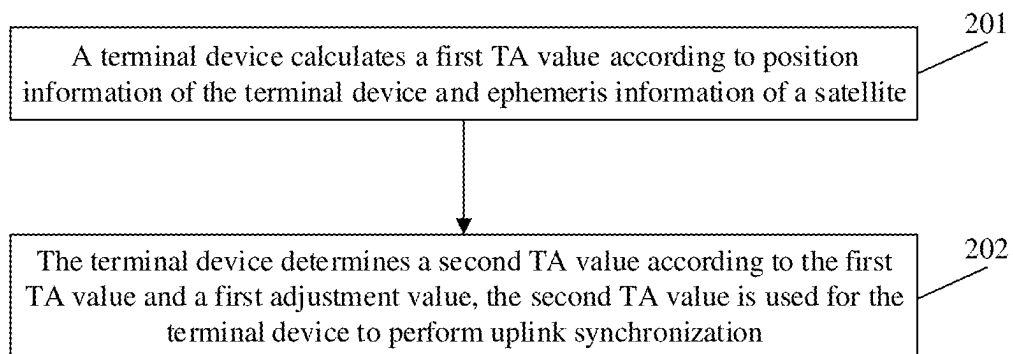 201
A terminal device calculates a first TA value according to position
information of the terminal device and ephemeris information of a satellite
202
The terminal device determines a second TA value according to the first
TA value and a first adjustment value, the second TA value is used for the
terminal device to perform uplink synchronization